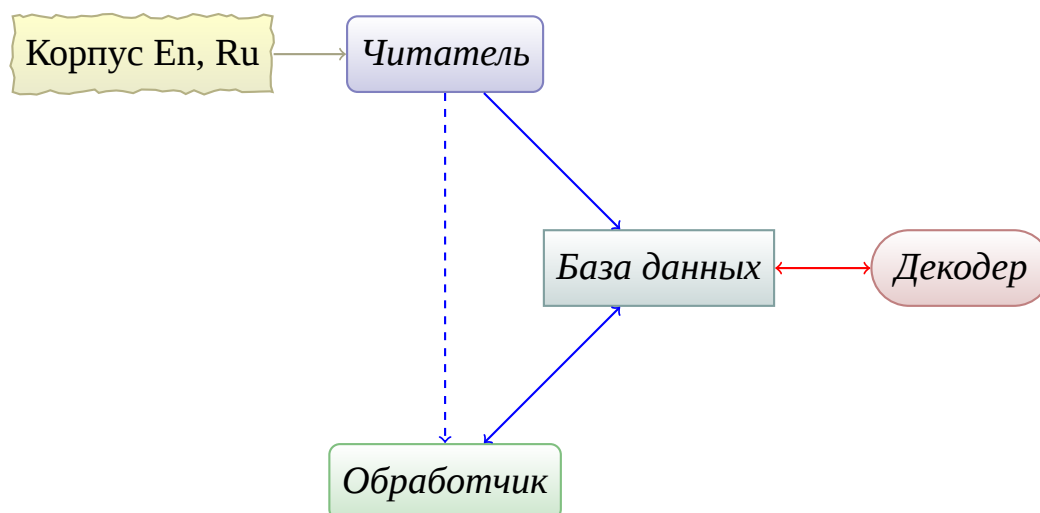 Корпус En, Ru
Читатель
База данных
Декодер
Обработчик